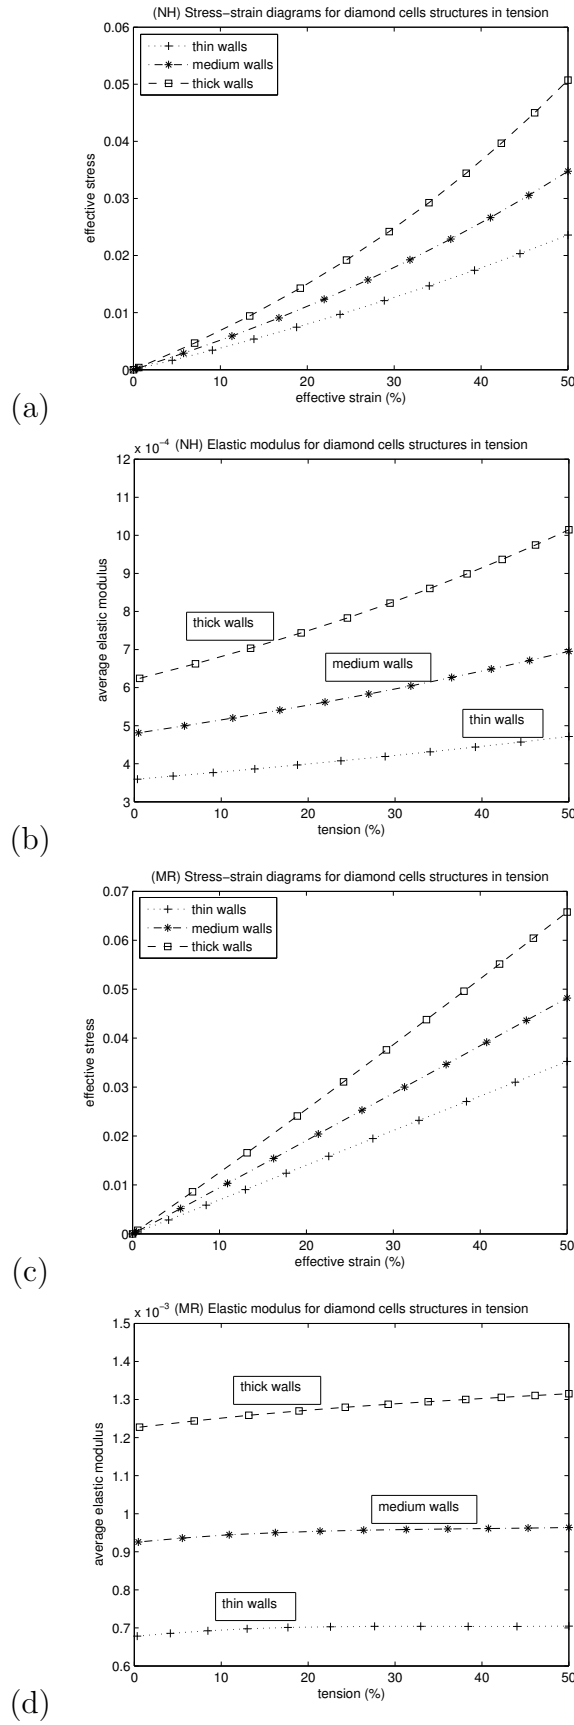 (NH) Stress−strain diagrams for diamond cells structures in tension
0.06
0.05
0.04
0.03
0.02
0.01
0
effective stress
thin walls
medium walls
thick walls
0 10 20 30 40 50
effective strain (%)
(a)
x 10−4 (NH) Elastic modulus for diamond cells structures in tension
12
11
10
9
8
7
6
5
4
3
average elastic modulus
thick walls
medium walls
thin walls
0 10 20 30 40 50
tension (%)
(b)
(MR) Stress−strain diagrams for diamond cells structures in tension
0.07
0.06
0.05
0.04
0.03
0.02
0.01
0
effective stress
thin walls
medium walls
thick walls
0 10 20 30 40 50
effective strain (%)
(c)
x 10−3 (MR) Elastic modulus for diamond cells structures in tension
1.5
1.4
1.3
1.2
1.1
1
0.9
0.8
0.7
0.6
average elastic modulus
thick walls
medium walls
thin walls
0 10 20 30 40 50
tension (%)
(d)